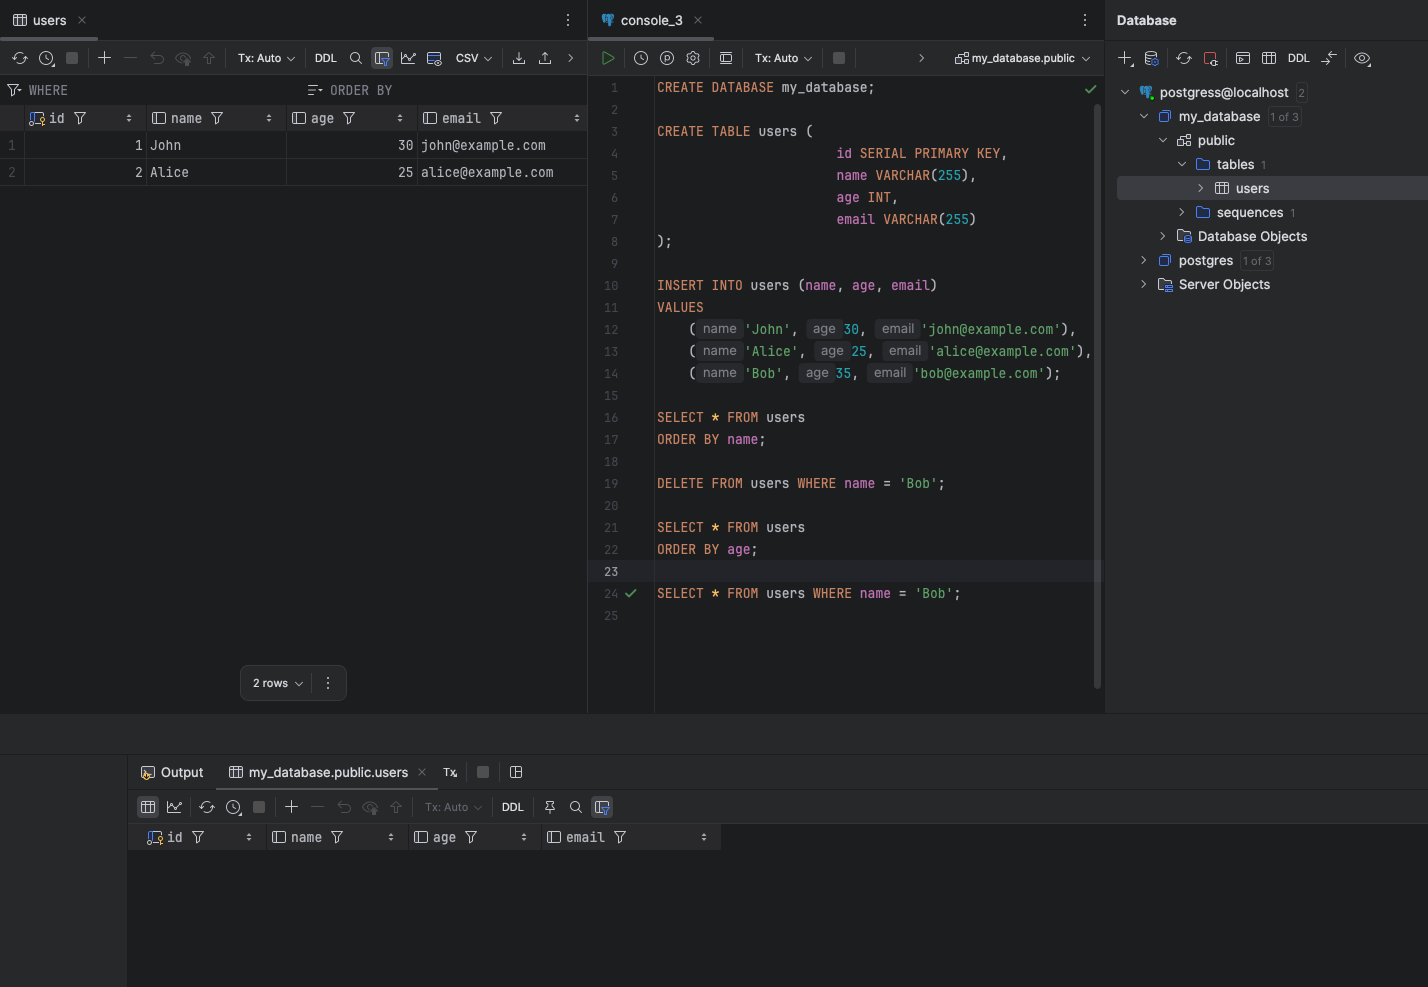 users
Tx: Auto DDL CSV
WHERE ORDER BY
id name age email
1 1 John 30 john@example.com
2 2 Alice 25 alice@example.com
2 rows
console_3
Tx: Auto my_database.public
1 CREATE DATABASE my_database;
2
3 CREATE TABLE users (
4 id SERIAL PRIMARY KEY,
5 name VARCHAR(255),
6 age INT,
7 email VARCHAR(255)
8 );
9
10 INSERT INTO users (name, age, email)
11 VALUES
12 ( name 'John', age 30, email 'john@example.com'),
13 ( name 'Alice', age 25, email 'alice@example.com'),
14 ( name 'Bob', age 35, email 'bob@example.com');
15
16 SELECT * FROM users
17 ORDER BY name;
18
19 DELETE FROM users WHERE name = 'Bob';
20
21 SELECT * FROM users
22 ORDER BY age;
23
24 SELECT * FROM users WHERE name = 'Bob';
25
Database
DDL
postgress@localhost 2
my_database 1 of 3
public
tables 1
users
sequences 1
Database Objects
postgres 1 of 3
Server Objects
Output my_database.public.users Tx
Tx: Auto DDL
id name age email